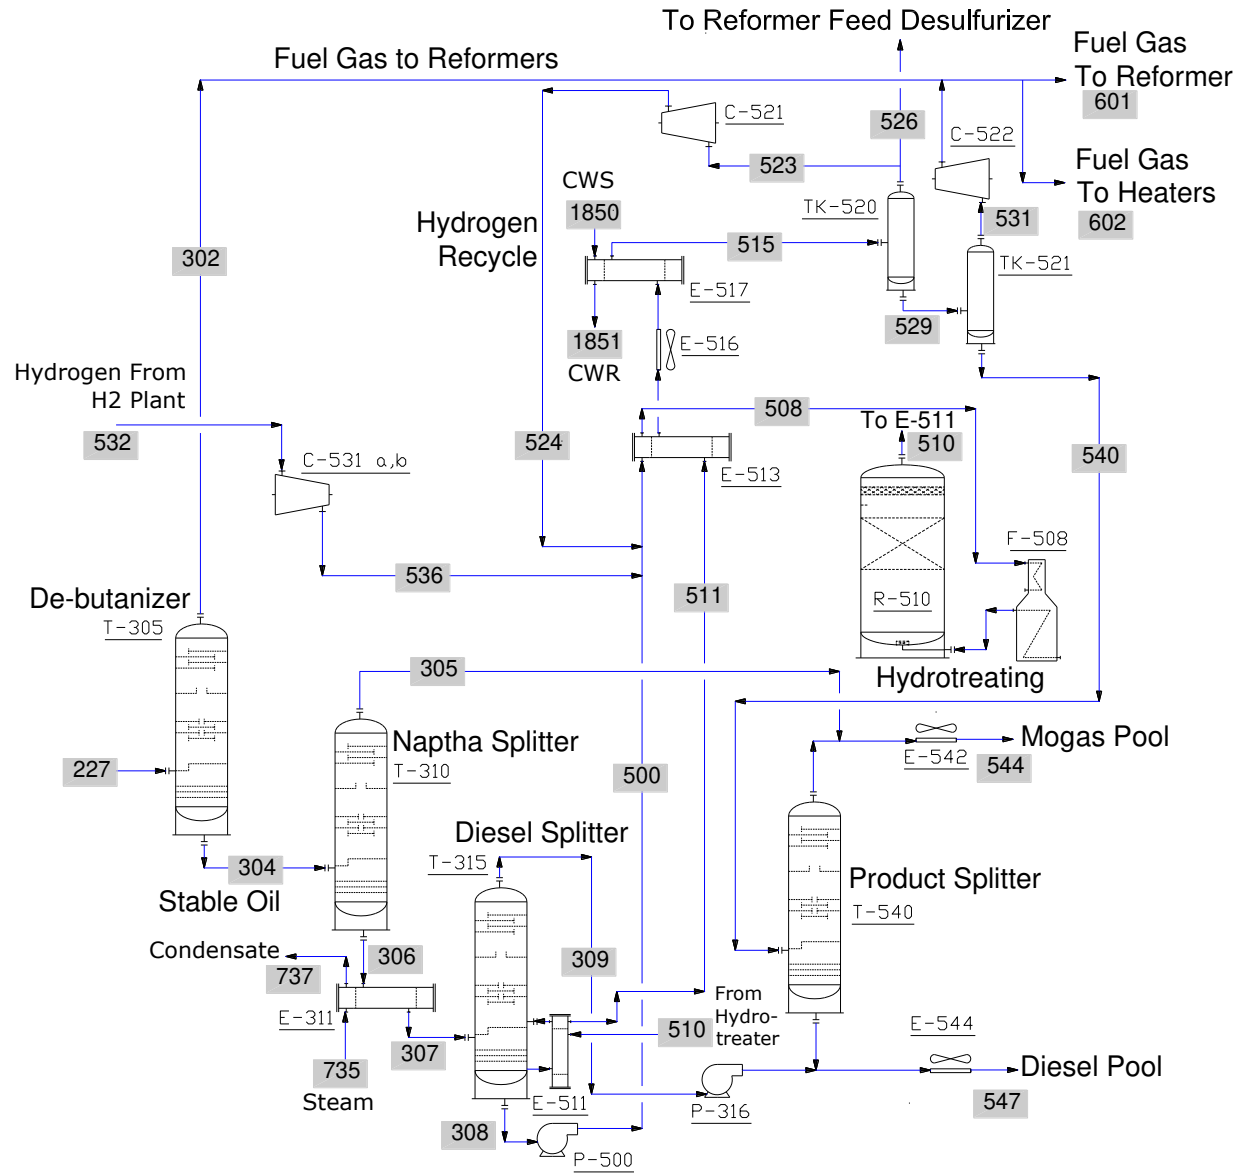 To Reformer Feed Desulfurizer
Fuel Gas to Reformers
Fuel Gas
To Reformer
601
C-521
526
C-522
523
Fuel Gas
To Heaters
602
CWS
1850
TK-520
531
Hydrogen
Recycle
515
302
TK-521
E-517
529
1851
CWR
E-516
Hydrogen From
H2 Plant
532
508
To E-511
510
524
540
C-531 a,b
E-513
F-508
536
511
De-butanizer
T-305
R-510
305
Hydrotreating
Naptha Splitter
T-310
Mogas Pool
E-542
544
227
500
Diesel Splitter
T-315
304
Stable Oil
Product Splitter
T-540
Condensate
737
306
309
E-311
From
Hydro-
treater
510
307
E-544
735
Steam
Diesel Pool
547
E-511
P-316
308
P-500